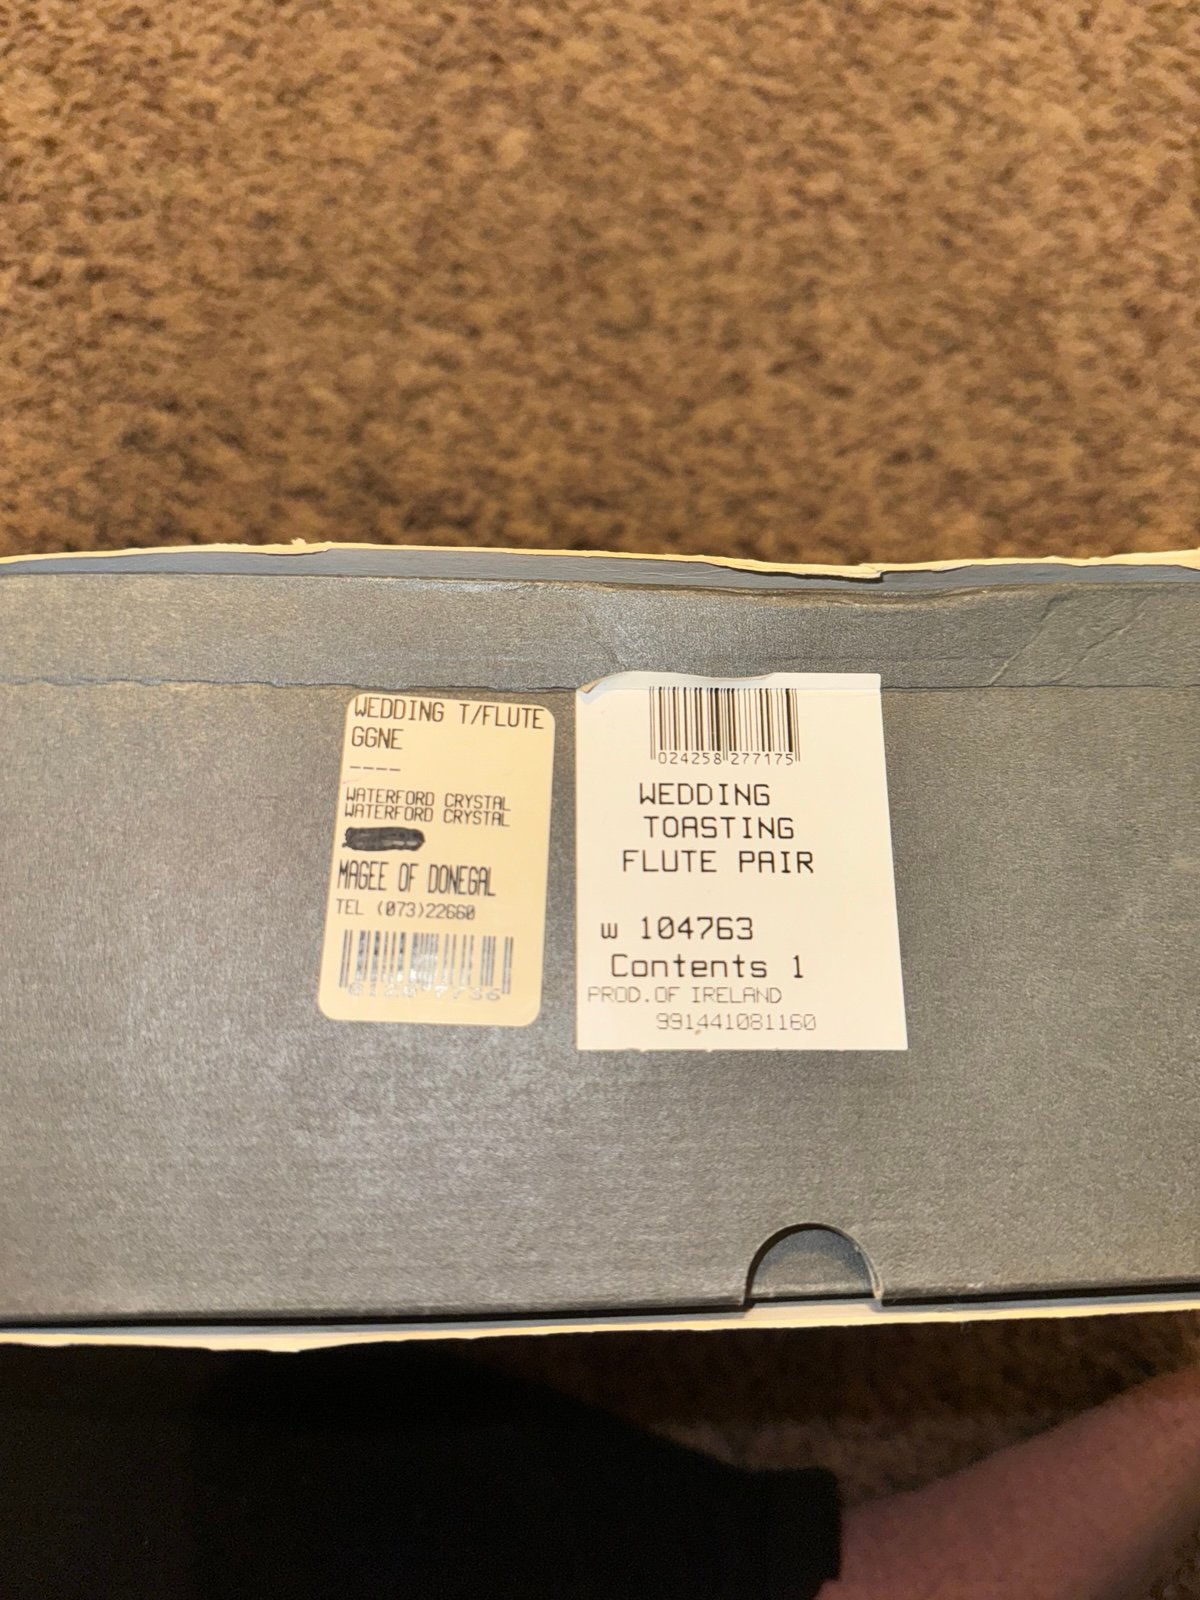 WEDDING T/FLUTE
GGNE
----
WATERFORD CRYSTAL
WATERFORD CRYSTAL
MAGEE OF DONEGAL
TEL (073)22660
024258 277175
WEDDING
TOASTING
FLUTE PAIR
w 104763
Contents 1
PROD.OF IRELAND
991441081160